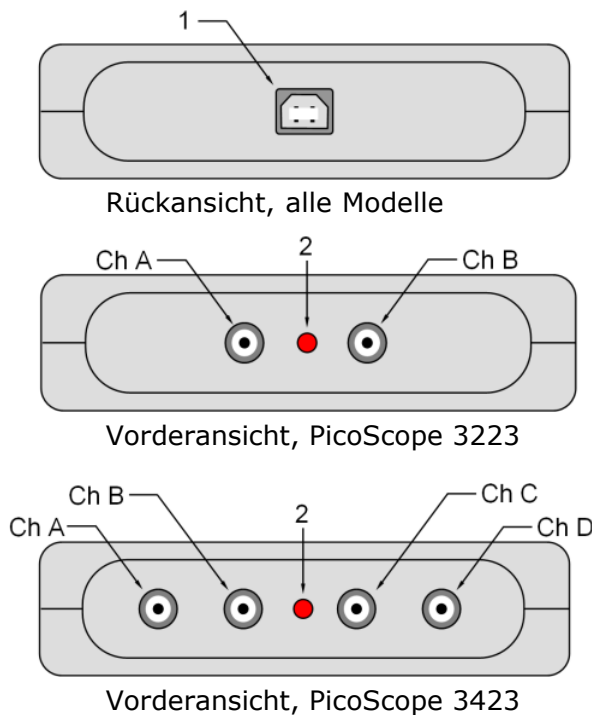 1
Rückansicht, alle Modelle
Ch A 2 Ch B
Vorderansicht, PicoScope 3223
Ch B 2 Ch C
Ch A Ch D
Vorderansicht, PicoScope 3423